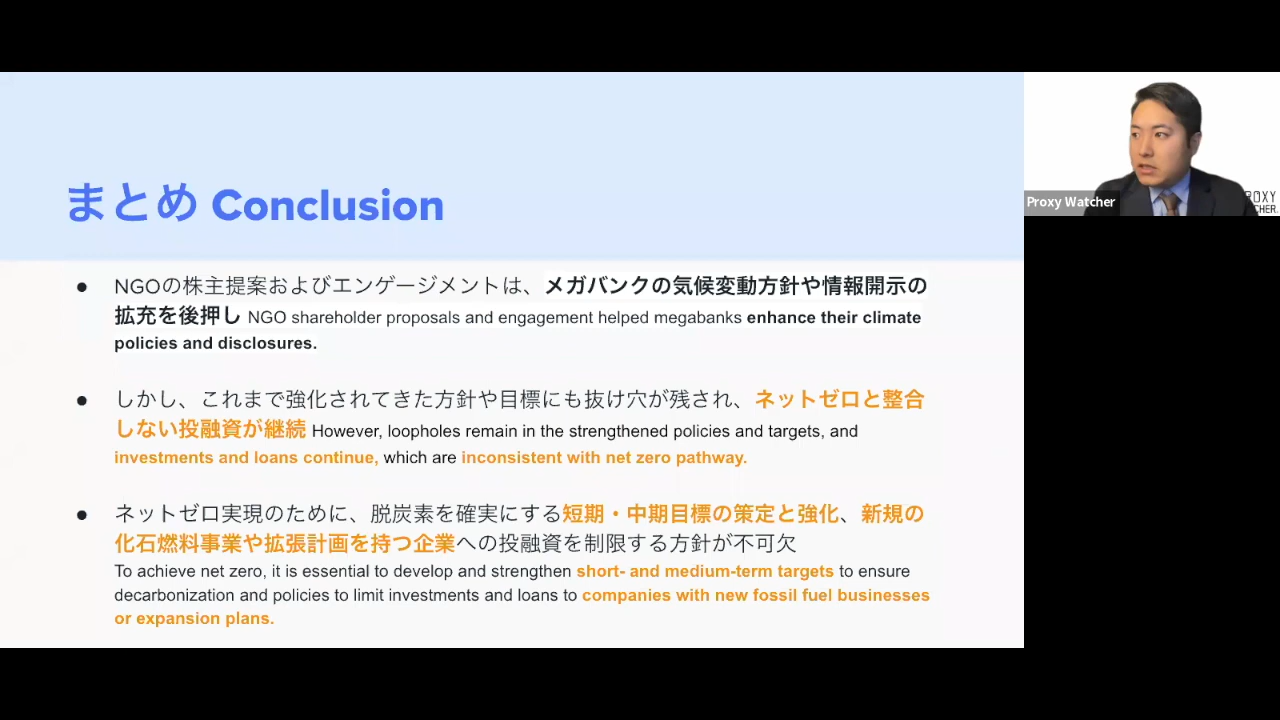 まとめ Conclusion
● NGOの株主提案およびエンゲージメントは、メガバンクの気候変動方針や情報開示の
拡充を後押し NGO shareholder proposals and engagement helped megabanks enhance their climate
policies and disclosures.
● しかし、これまで強化されてきた方針や目標にも抜け穴が残され、ネットゼロと整合
しない投融資が継続 However, loopholes remain in the strengthened policies and targets, and
investments and loans continue, which are inconsistent with net zero pathway.
● ネットゼロ実現のために、脱炭素を確実にする短期・中期目標の策定と強化、新規の
化石燃料事業や拡張計画を持つ企業への投融資を制限する方針が不可欠
To achieve net zero, it is essential to develop and strengthen short- and medium-term targets to ensure
decarbonization and policies to limit investments and loans to companies with new fossil fuel businesses
or expansion plans.
Proxy Watcher
ROXY
CHER